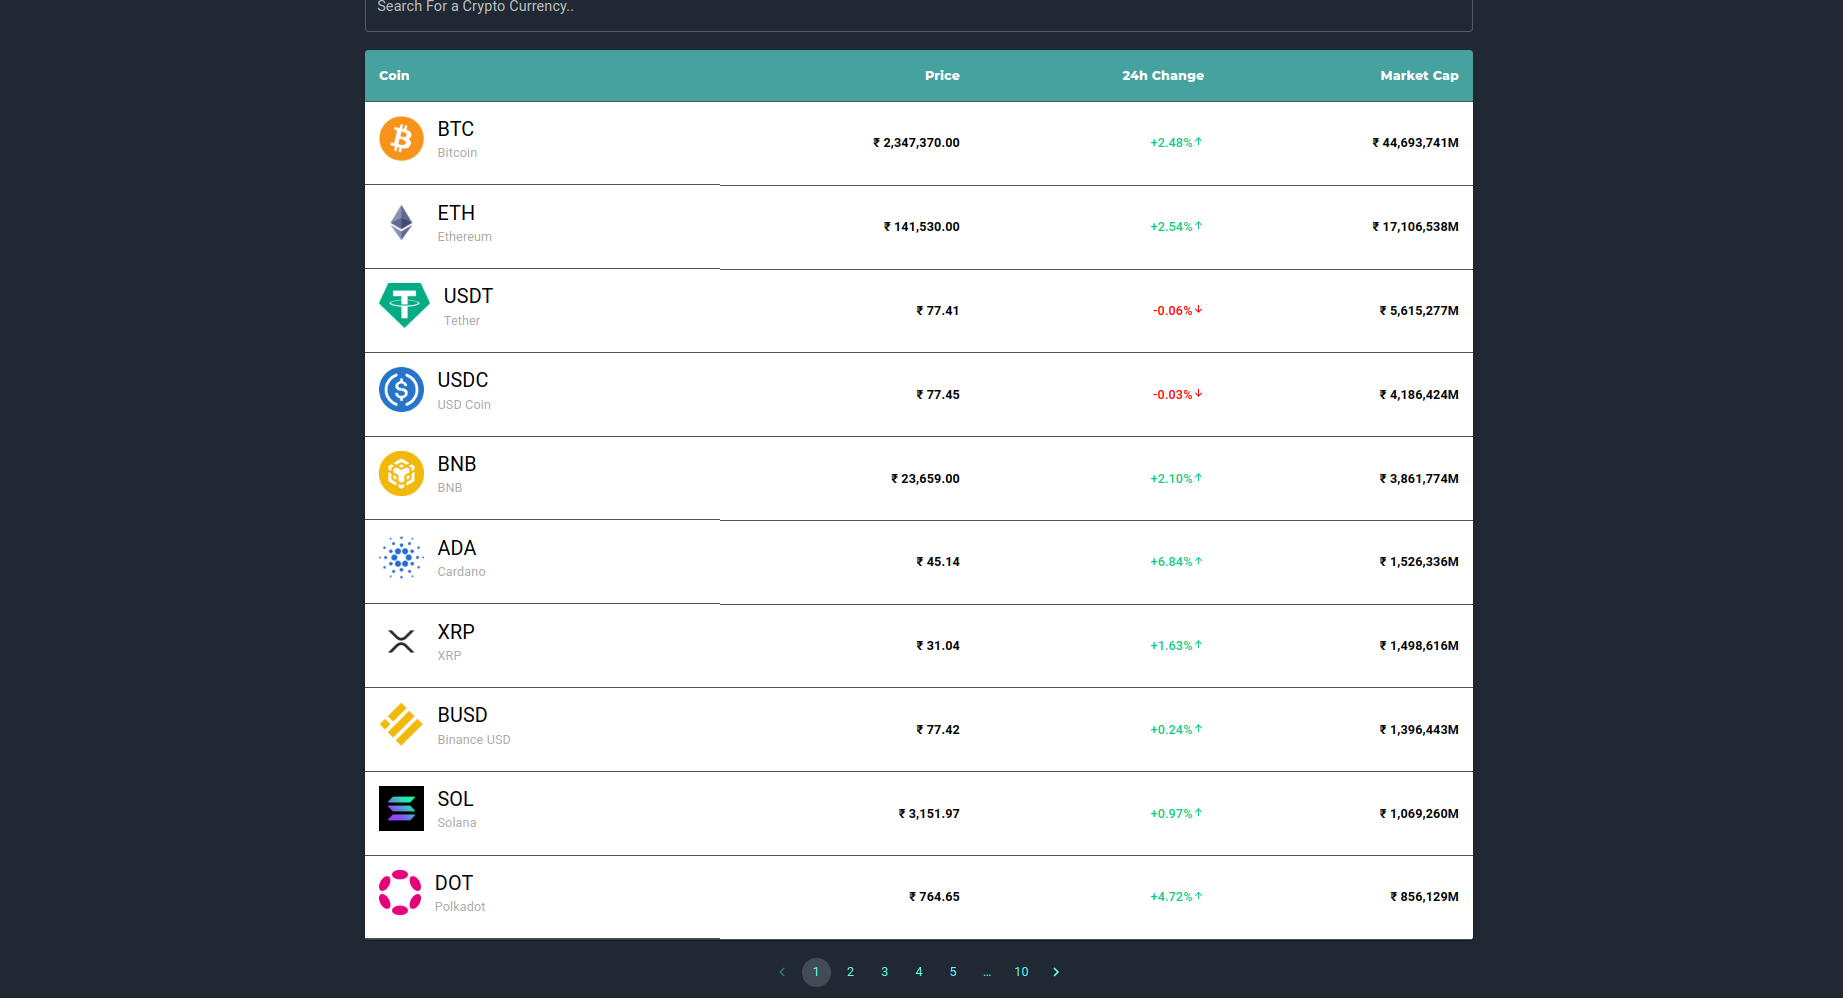 Search For a Crypto Currency..
Coin Price 24h Change Market Cap
BTC
Bitcoin
₹ 2,347,370.00 +2.48% ₹ 44,693,741M
ETH
Ethereum
₹ 141,530.00 +2.54% ₹ 17,106,538M
USDT
Tether
₹ 77.41 -0.06% ₹ 5,615,277M
USDC
USD Coin
₹ 77.45 -0.03% ₹ 4,186,424M
BNB
BNB
₹ 23,659.00 +2.10% ₹ 3,861,774M
ADA
Cardano
₹ 45.14 +6.84% ₹ 1,526,336M
XRP
XRP
₹ 31.04 +1.63% ₹ 1,498,616M
BUSD
Binance USD
₹ 77.42 +0.24% ₹ 1,396,443M
SOL
Solana
₹ 3,151.97 +0.97% ₹ 1,069,260M
DOT
Polkadot
₹ 764.65 +4.72% ₹ 856,129M
1 2 3 4 5 … 10